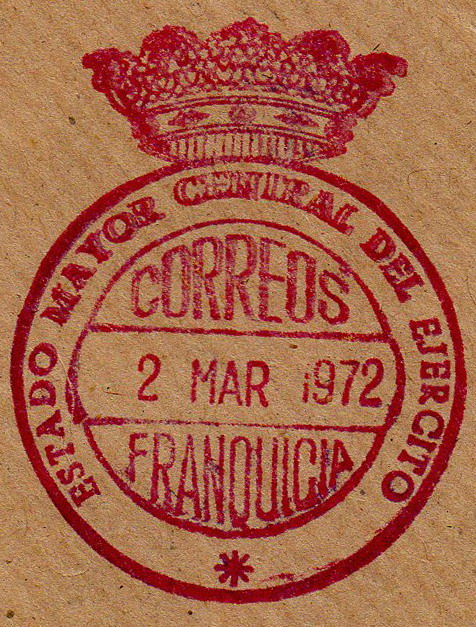 ESTADO MAYOR CENTRAL DEL EJERCITO
CORREOS
2 MAR 1972
FRANQUICIA